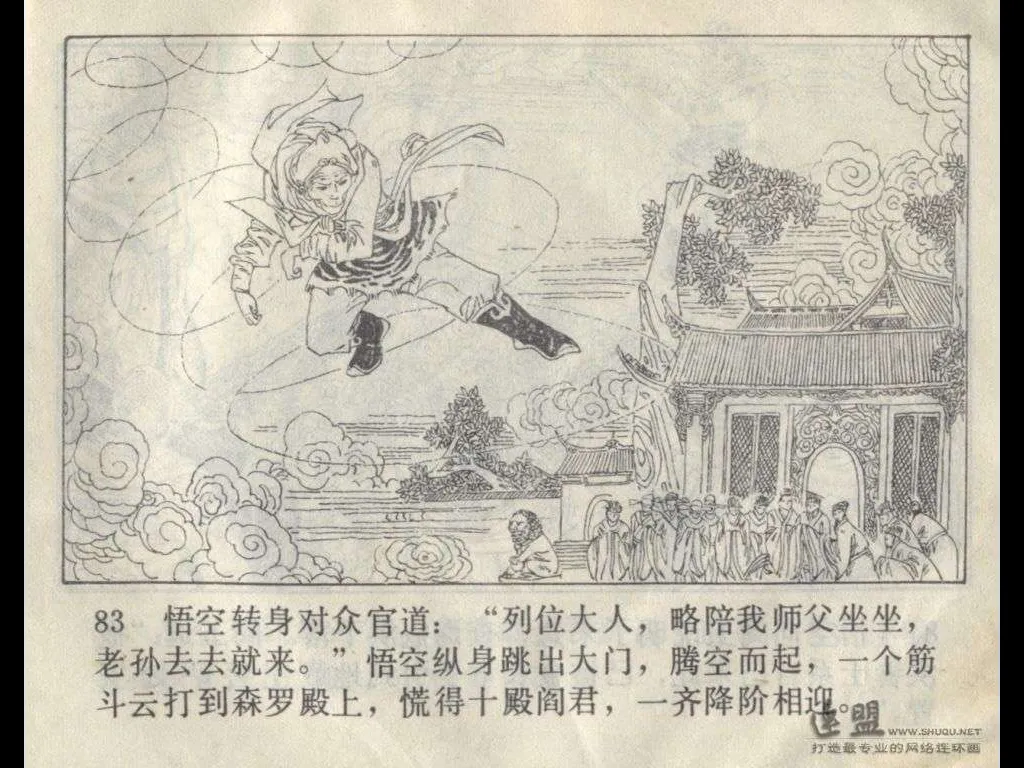 83 悟空转身对众官道：“列位大人，略陪我师父坐坐，
老孙去去就来。”悟空纵身跳出大门，腾空而起，一个筋
斗云打到森罗殿上，慌得十殿阎君，一齐降阶相迎。
连盟 WWW.SHUQU.NET
打造最专业的网络连环画